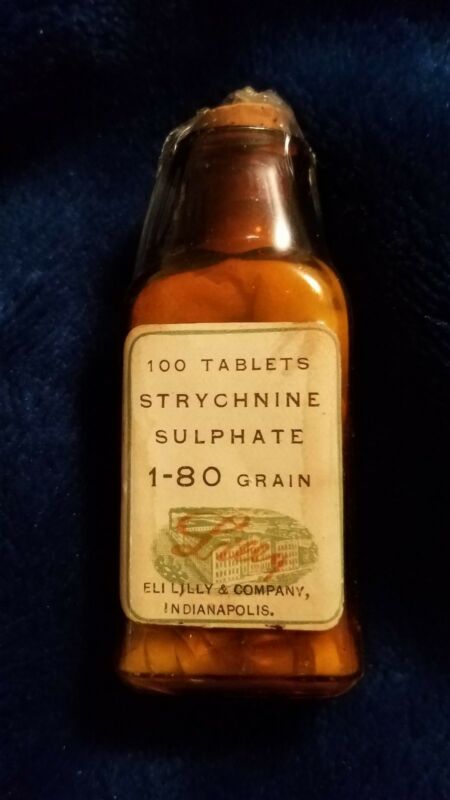 100 TABLETS
STRYCHNINE
SULPHATE
1-80 GRAIN
Lilly
ELI LILLY & COMPANY,
INDIANAPOLIS.